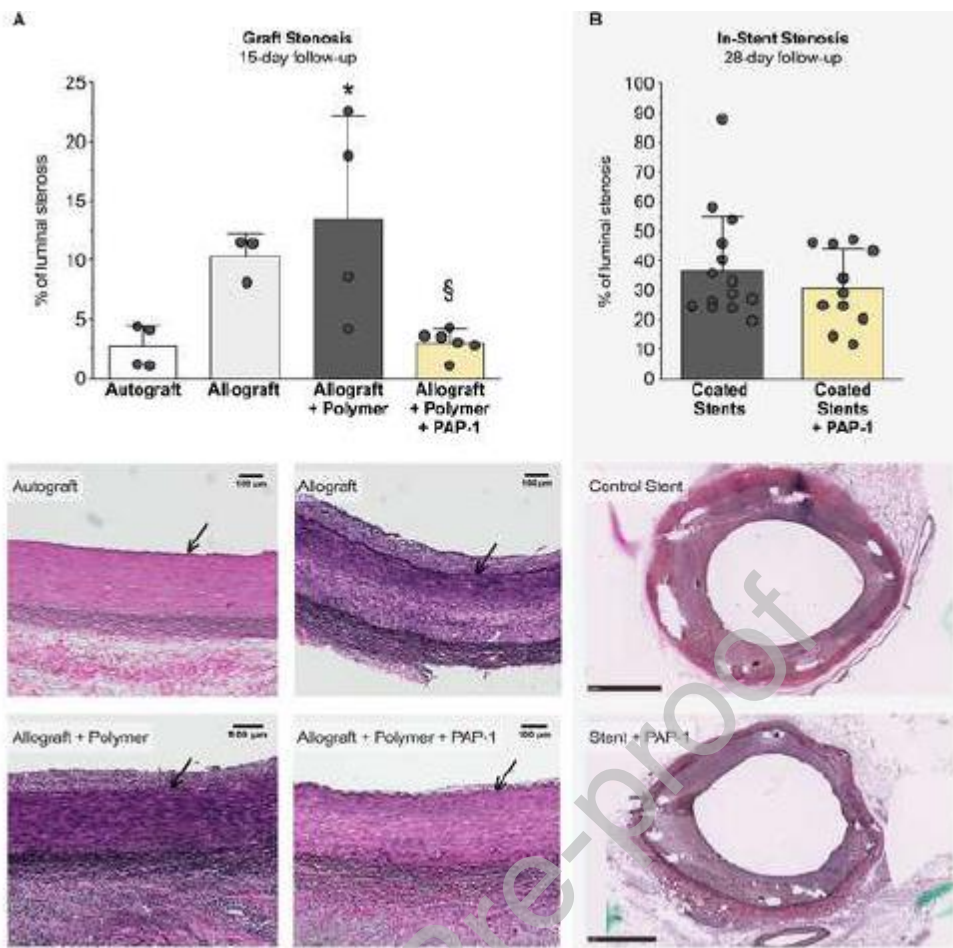 A
Graft Stenosis
15-day follow-up
% of luminal stenosis
25
20
15
10
5
0
*
§
Autograft
Allograft
Allograft
+ Polymer
Allograft
+ Polymer
+ PAP-1
B
In-Stent Stenosis
28-day follow-up
% of luminal stenosis
100
90
80
70
60
50
40
30
20
10
0
Coated
Stents
Coated
Stents
+ PAP-1
Autograft
100 µm
Allograft
100 µm
Control Stent
Allograft + Polymer
Allograft + Polymer + PAP-1
100 µm
Stent + PAP-1
Pre-proof